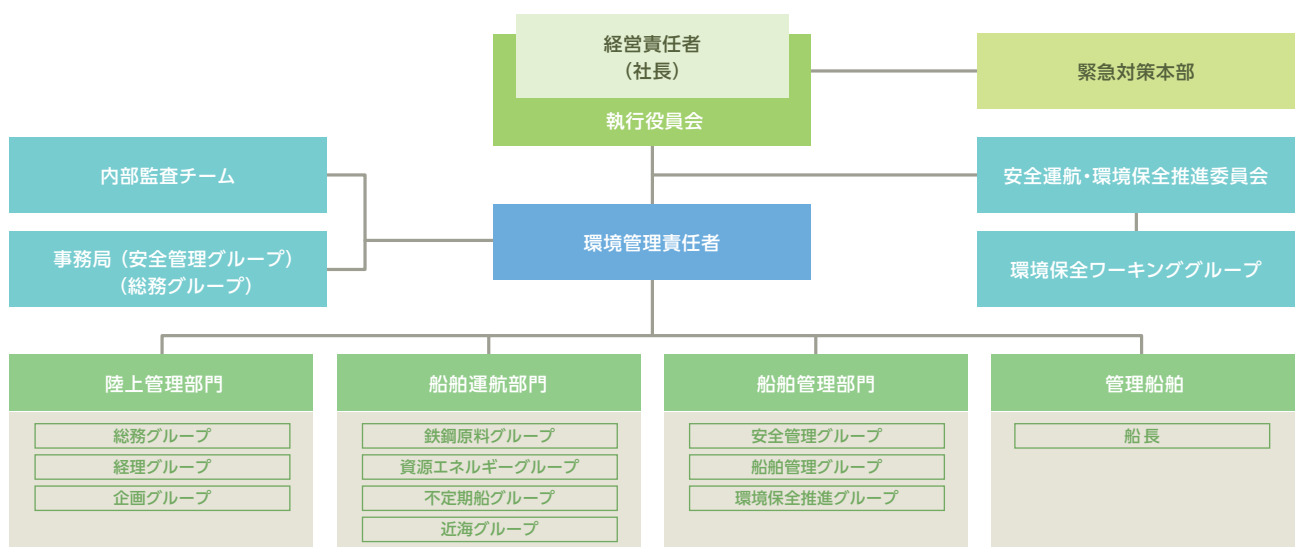 経営責任者
（社長）
執行役員会
緊急対策本部
内部監査チーム
安全運航・環境保全推進委員会
事務局（安全管理グループ）
（総務グループ）
環境管理責任者
環境保全ワーキンググループ
陸上管理部門
総務グループ
経理グループ
企画グループ
船舶運航部門
鉄鋼原料グループ
資源エネルギーグループ
不定期船グループ
近海グループ
船舶管理部門
安全管理グループ
船舶管理グループ
環境保全推進グループ
管理船舶
船長